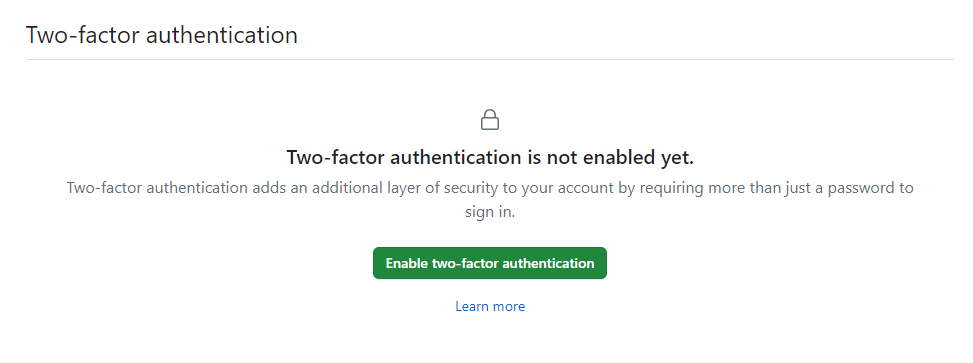 Two-factor authentication
Two-factor authentication is not enabled yet.
Two-factor authentication adds an additional layer of security to your account by requiring more than just a password to
sign in.
Enable two-factor authentication
Learn more